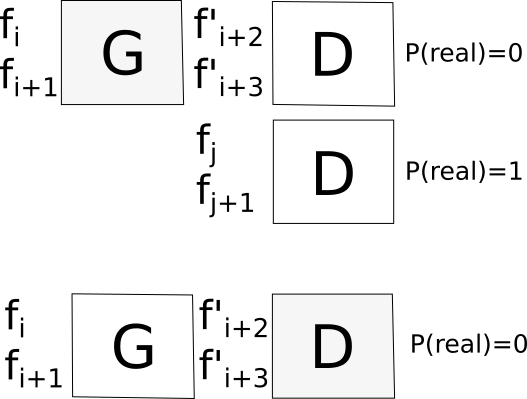 f_i G f'_{i+2} D P(real)=0
f_{i+1} f'_{i+3}
f_j D P(real)=1
f_{j+1}
f_i G f'_{i+2} D P(real)=0
f_{i+1} f'_{i+3}